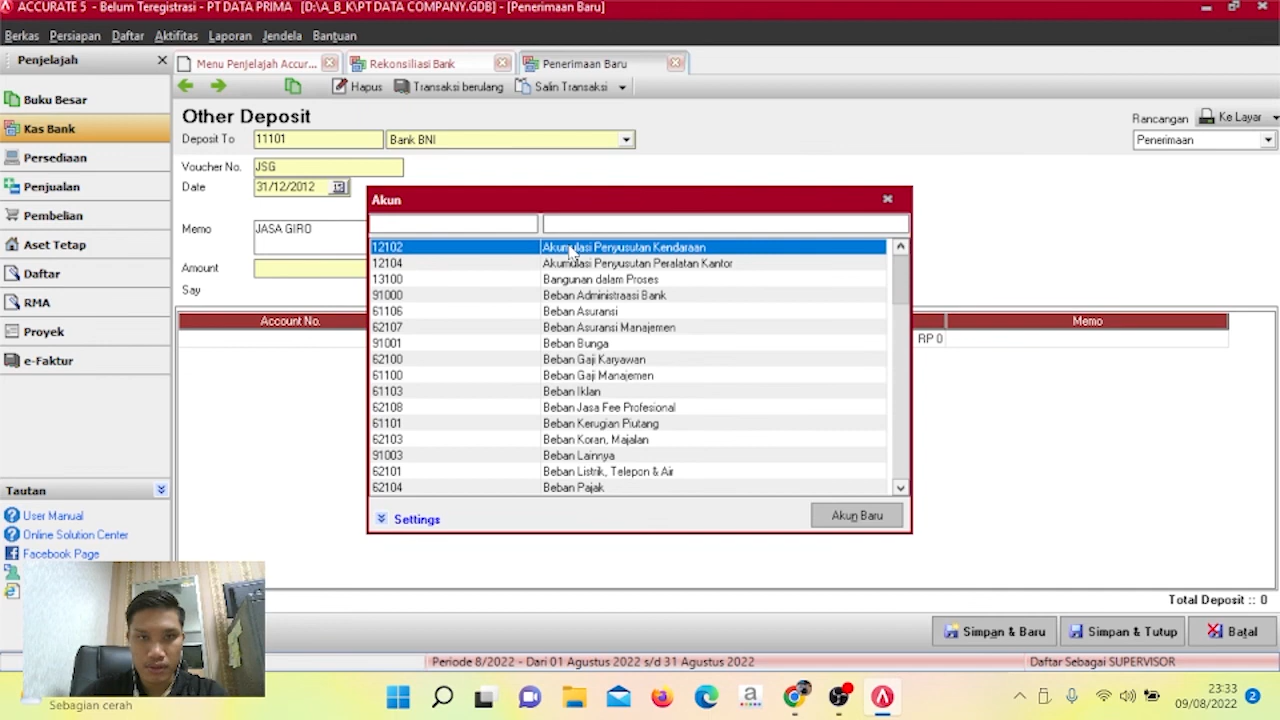 ACCURATE 5 - Belum Teregistrasi - PT DATA PRIMA [D:\A_B_K\PT DATA COMPANY.GDB] - [Penerimaan Baru]
Berkas Persiapan Daftar Aktifitas Laporan Jendela Bantuan
Penjelajah
Menu Penjelajah Accur...
Rekonsiliasi Bank
Penerimaan Baru
Hapus
Transaksi berulang
Salin Transaksi
Buku Besar
Kas Bank
Persediaan
Penjualan
Pembelian
Aset Tetap
Daftar
RMA
Proyek
e-Faktur
Tautan
User Manual
Online Solution Center
Facebook Page
Other Deposit
Rancangan
Ke Layar
Penerimaan
Deposit To 11101 Bank BNI
Voucher No. JSG
Date 31/12/2012
Memo JASA GIRO
Amount
Say
Account No.
Memo
RP 0
Akun
12102 Akumulasi Penyusutan Kendaraan
12104 Akumulasi Penyusutan Peralatan Kantor
13100 Bangunan dalam Proses
91000 Beban Administraasi Bank
61106 Beban Asuransi
62107 Beban Asuransi Manajemen
91001 Beban Bunga
62100 Beban Gaji Karyawan
61100 Beban Gaji Manajemen
61103 Beban Iklan
62108 Beban Jasa Fee Profesional
61101 Beban Kerugian Piutang
62103 Beban Koran, Majalan
91003 Beban Lainnya
62101 Beban Listrik, Telepon & Air
62104 Beban Pajak
Settings
Akun Baru
Total Deposit :: 0
Simpan & Baru
Simpan & Tutup
Batal
Periode 8/2022 - Dari 01 Agustus 2022 s/d 31 Agustus 2022
Daftar Sebagai SUPERVISOR
Sebagian cerah
23:33
09/08/2022
2